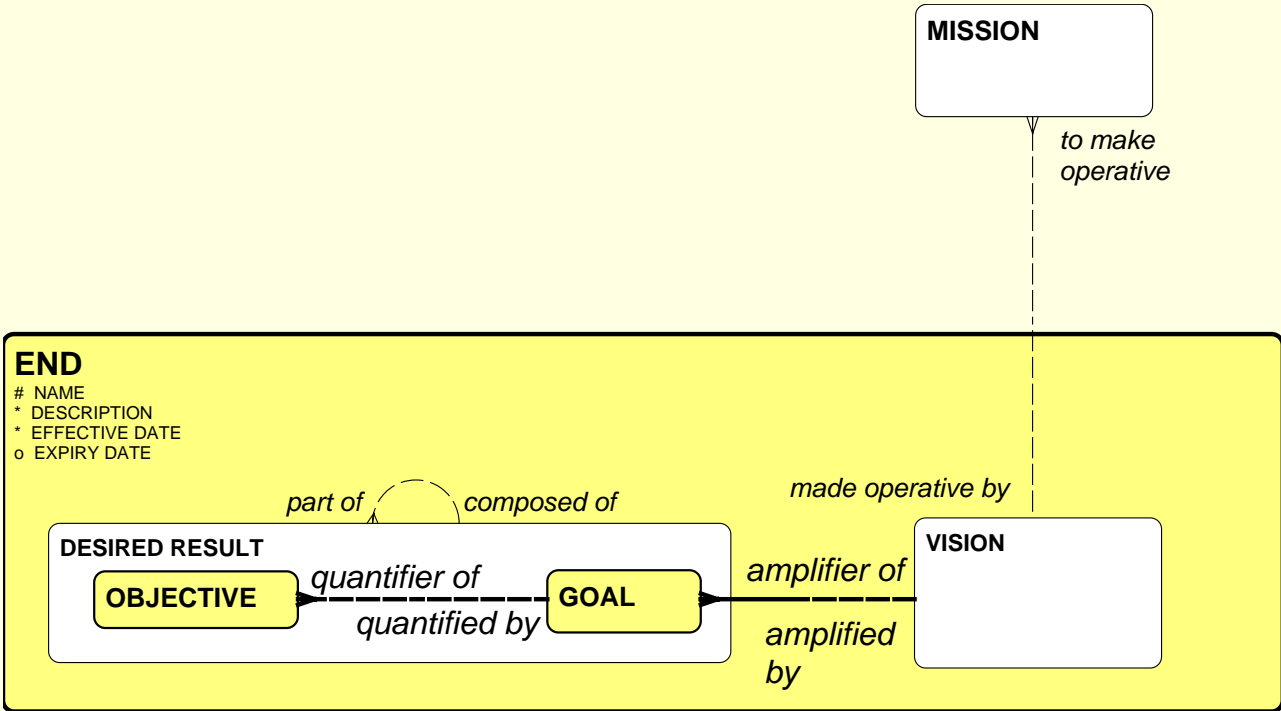 MISSION
to make
operative
END
# NAME
* DESCRIPTION
* EFFECTIVE DATE
o EXPIRY DATE
part of
composed of
made operative by
DESIRED RESULT
VISION
OBJECTIVE
quantifier of
quantified by
GOAL
amplifier of
amplified
by